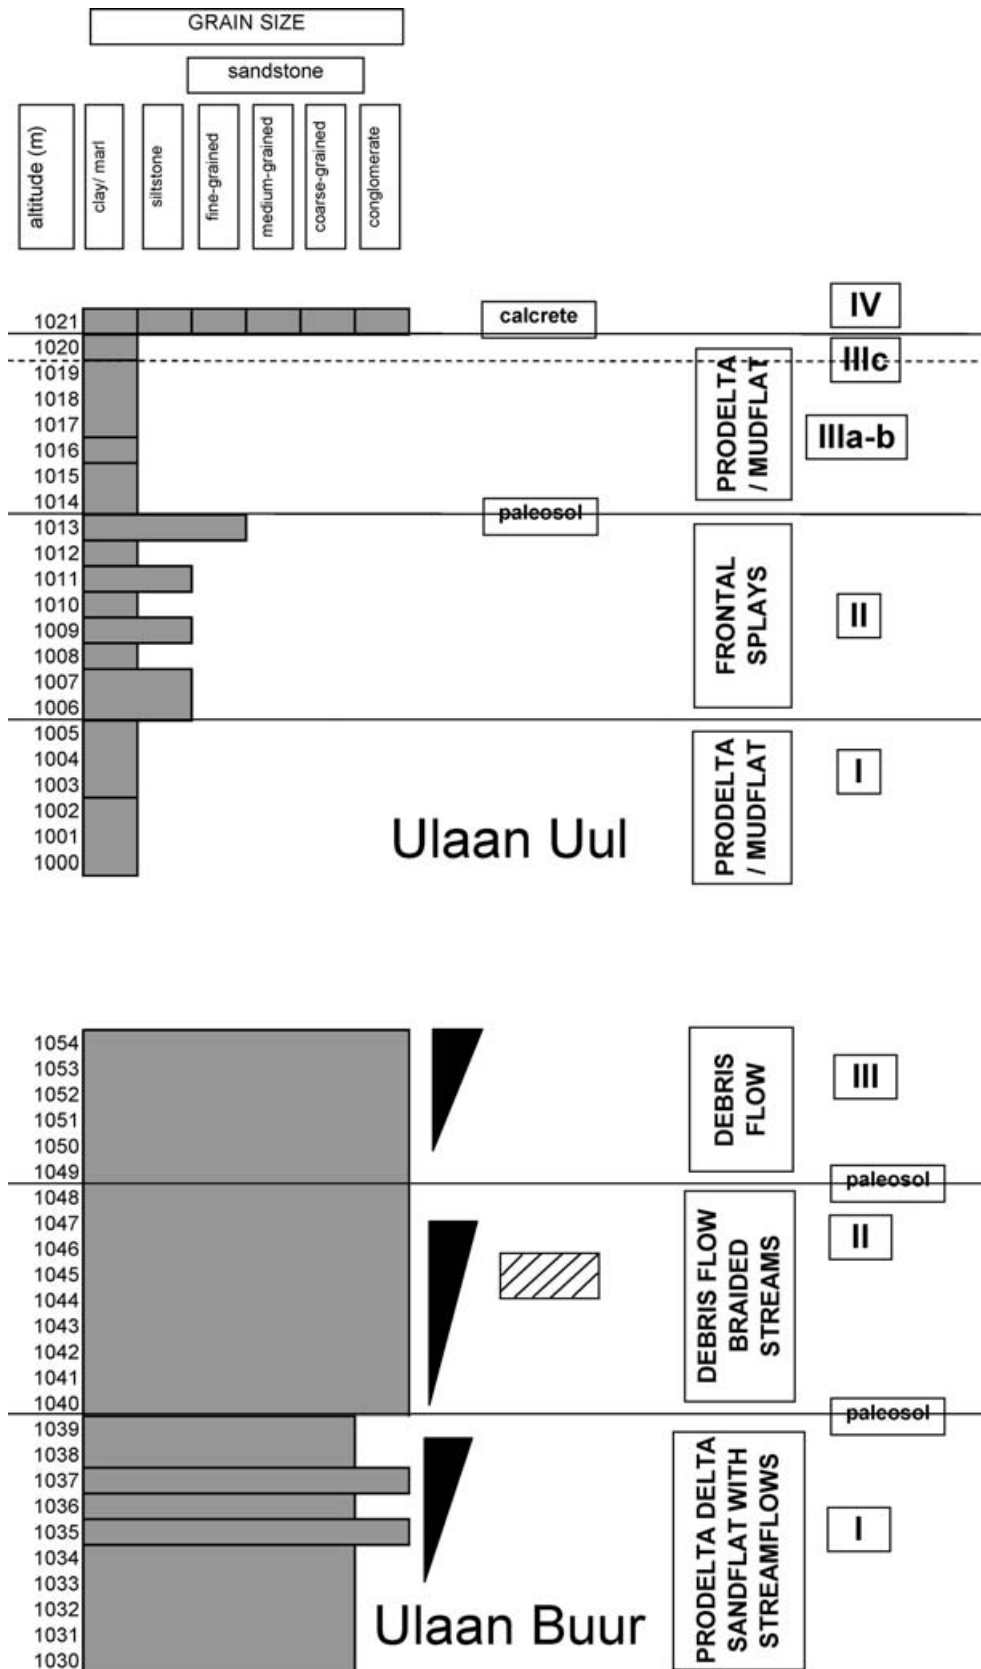 GRAIN SIZE
sandstone
altitude (m)
clay/ marl
siltstone
fine-grained
medium-grained
coarse-grained
conglomerate
1021
calcrete
IV
1020
IIIc
1019
1018
1017
1016
1015
1014
PRODELTA
/ MUDFLAT
IIIa-b
paleosol
1013
1012
1011
1010
1009
1008
1007
1006
FRONTAL
SPLAYS
II
1005
1004
1003
1002
1001
1000
PRODELTA
/ MUDFLAT
I
Ulaan Uul
1054
1053
1052
1051
1050
1049
DEBRIS
FLOW
III
paleosol
1048
1047
1046
1045
1044
1043
1042
1041
1040
DEBRIS FLOW
BRAIDED
STREAMS
II
paleosol
1039
1038
1037
1036
1035
1034
1033
1032
1031
1030
PRODELTA DELTA
SANDFLAT WITH
STREAMFLOWS
I
Ulaan Buur